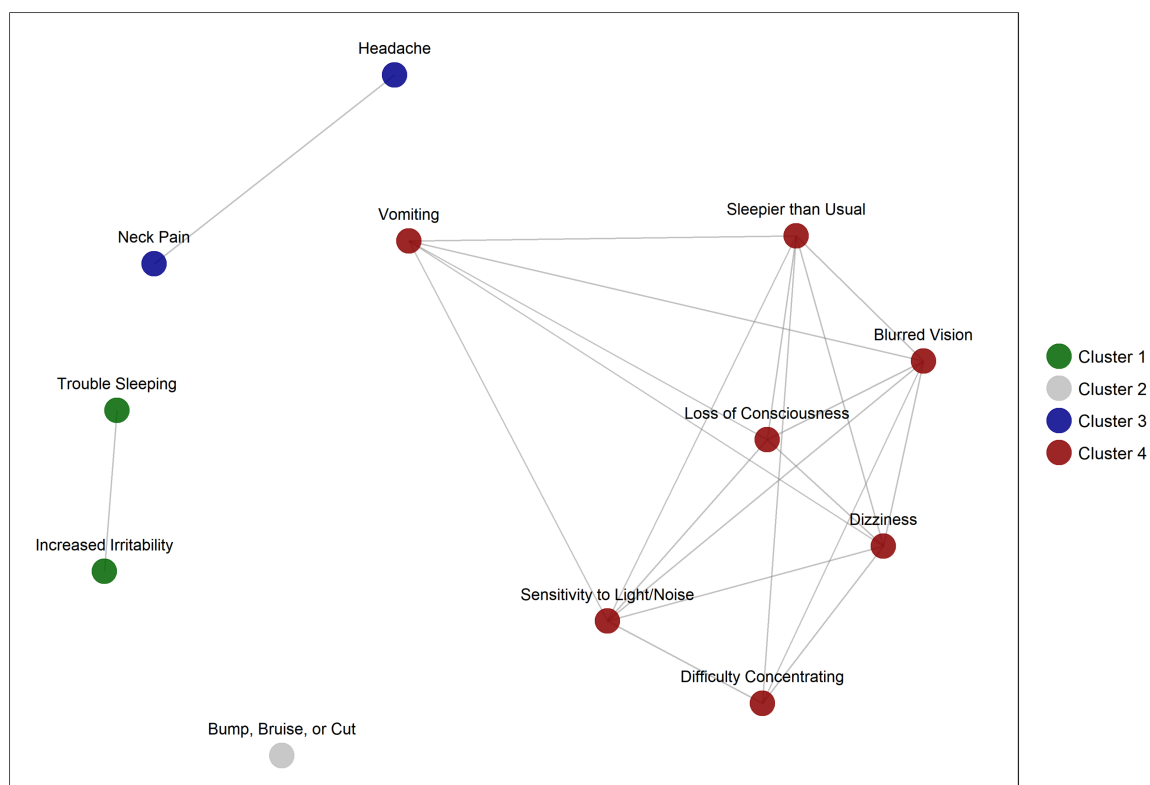 Headache
Vomiting
Sleepier than Usual
Neck Pain
Blurred Vision
Trouble Sleeping
Loss of Consciousness
Dizziness
Increased Irritability
Sensitivity to Light/Noise
Difficulty Concentrating
Bump, Bruise, or Cut
Cluster 1
Cluster 2
Cluster 3
Cluster 4